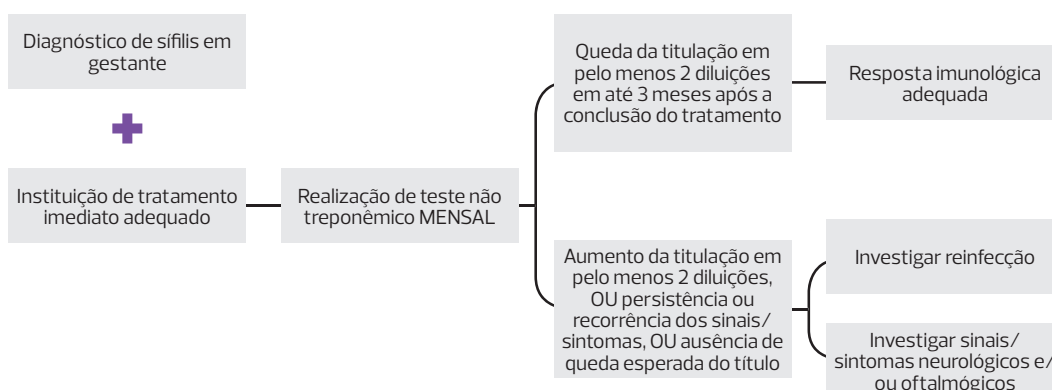 Diagnóstico de sífilis em
gestante
Instituição de tratamento
imediato adequado
Realização de teste não
treponêmico MENSAL
Queda da titulação em
pelo menos 2 diluições
em até 3 meses após a
conclusão do tratamento
Resposta imunológica
adequada
Aumento da titulação em
pelo menos 2 diluições,
OU persistência ou
recorrência dos sinais/
sintomas, OU ausência de
queda esperada do título
Investigar reinfecção
Investigar sinais/
sintomas neurológicos e/
ou oftalmógicos